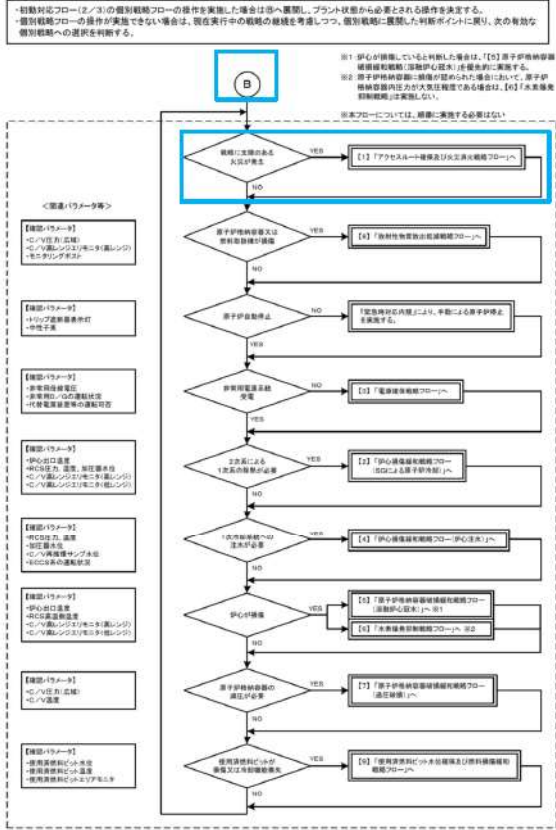 ・初動対応フロー(2/3)の個別戦略フローの操作を実施した場合は⑧へ展開し、プラント状態から必要とされる操作を決定する。
・個別戦略フローの操作が実施できない場合は、現在実行中の戦略の継続を考慮しつつ、個別戦略に展開した判断ポイントに戻り、次の有効な
個別戦略への選択を判断する。
※1 炉心が損傷していると判断した場合は、「【5】原子炉格納容器
破損緩和戦略(溶融炉心冠水)」を優先的に実施する。
※2 原子炉格納容器に損傷が認められた場合において、原子炉
格納容器内圧力が大気圧程度である場合は、【6】「水素爆発
抑制戦略」は実施しない。
※本フローについては、順番に実施する必要はない
B
戦略に支障のある
火災が発生
YES
【1】「アクセスルート確保及び火災消火戦略フロー」へ
NO
<関連パラメータ等>
【確認パラメータ】
・C/V圧力(広域)
・C/V高レンジエリアモニタ(高レンジ)
・モニタリングポスト
原子炉格納容器又は
燃料取扱棟が損傷
YES
【8】「放射性物質放出低減戦略フロー」へ
NO
【確認パラメータ】
・トリップ遮断器表示灯
・中性子束
原子炉自動停止
NO
「緊急時対応内規」により、手動による原子炉停止
を実施する。
YES
【確認パラメータ】
・非常用母線電圧
・非常用D/Gの運転状況
・代替電源装置等の運転可否
非常用電源系統
受電
NO
【3】「電源確保戦略フロー」へ
YES
【確認パラメータ】
・炉心出口温度
・RCS圧力、温度、加圧器水位
・C/V高レンジエリアモニタ(高レンジ)
・C/V高レンジエリアモニタ(低レンジ)
2次系による
1次系の除熱が必要
YES
【2】「炉心損傷緩和戦略フロー
(SGによる原子炉冷却)」へ
NO
【確認パラメータ】
・RCS圧力、温度
・加圧器水位
・C/V再循環サンプ水位
・ECCS系の運転状況
1次冷却系統への
注水が必要
YES
【4】「炉心損傷緩和戦略フロー(炉心注水)」へ
NO
【確認パラメータ】
・炉心出口温度
・RCS高温側温度
・C/V高レンジエリアモニタ(高レンジ)
・C/V高レンジエリアモニタ(低レンジ)
炉心が損傷
YES
【5】「原子炉格納容器破損緩和戦略フロー
(溶融炉心冠水)」へ ※1
【6】「水素爆発抑制戦略フロー」へ ※2
NO
【確認パラメータ】
・C/V圧力(広域)
・C/V温度
原子炉格納容器の
減圧が必要
YES
【7】「原子炉格納容器破損緩和戦略フロー
(過圧破損)」へ
NO
【確認パラメータ】
・使用済燃料ピット水位
・使用済燃料ピット温度
・使用済燃料ピットエリアモニタ
使用済燃料ピットが
損傷又は冷却機能喪失
YES
【9】「使用済燃料ピット水位確保及び燃料損傷緩和
戦略フロー」へ
NO